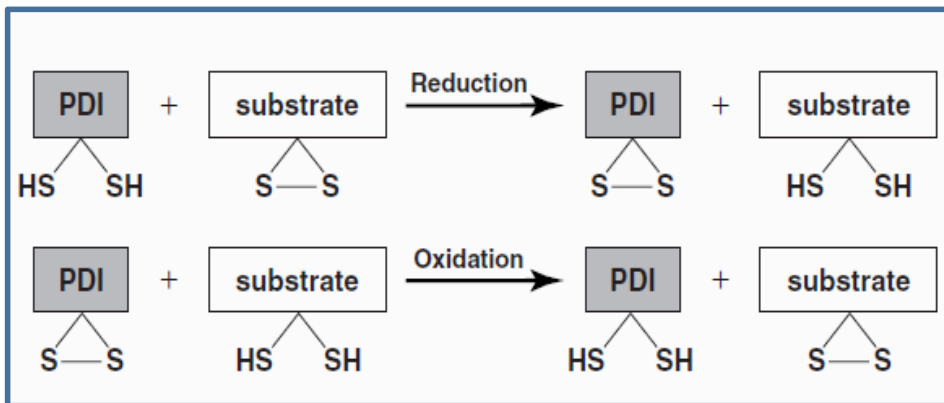 Reduction
PDI + substrate PDI + substrate
HS SH S S S S HS SH
Oxidation
PDI + substrate PDI + substrate
S S HS SH HS SH S S